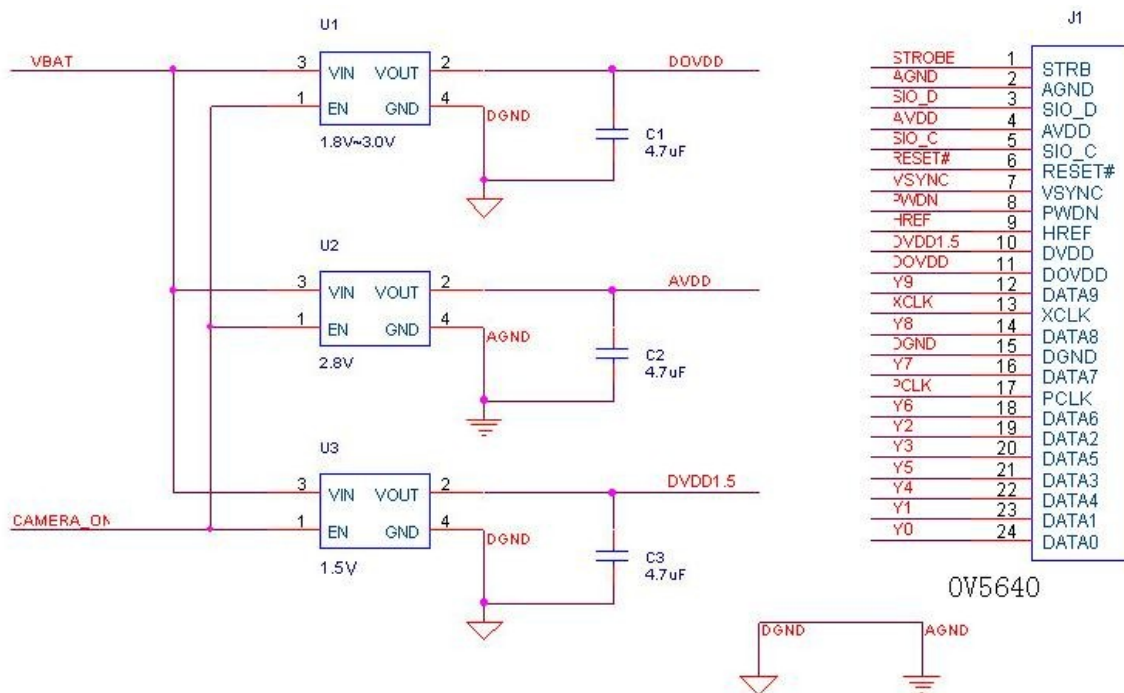 U1
VBAT 3 VIN VOUT 2 DOVDD
1 EN GND 4 DGND
1.8V~3.0V
C1
4.7uF
U2
3 VIN VOUT 2 AVDD
1 EN GND 4 AGND
2.8V
C2
4.7uF
U3
3 VIN VOUT 2 DVDD1.5
CAMERA_ON 1 EN GND 4 DGND
1.5V
C3
4.7uF
J1
STROBE 1 STRB
AGND 2 AGND
SIO_D 3 SIO_D
AVDD 4 AVDD
SIO_C 5 SIO_C
RESET# 6 RESET#
VSYNC 7 VSYNC
PWDN 8 PWDN
HREF 9 HREF
DVDD1.5 10 DVDD
DOVDD 11 DOVDD
Y9 12 DATA9
XCLK 13 XCLK
Y8 14 DATA8
DGND 15 DGND
Y7 16 DATA7
PCLK 17 PCLK
Y6 18 DATA6
Y2 19 DATA2
Y3 20 DATA5
Y5 21 DATA3
Y4 22 DATA4
Y1 23 DATA1
Y0 24 DATA0
OV5640
DGND AGND